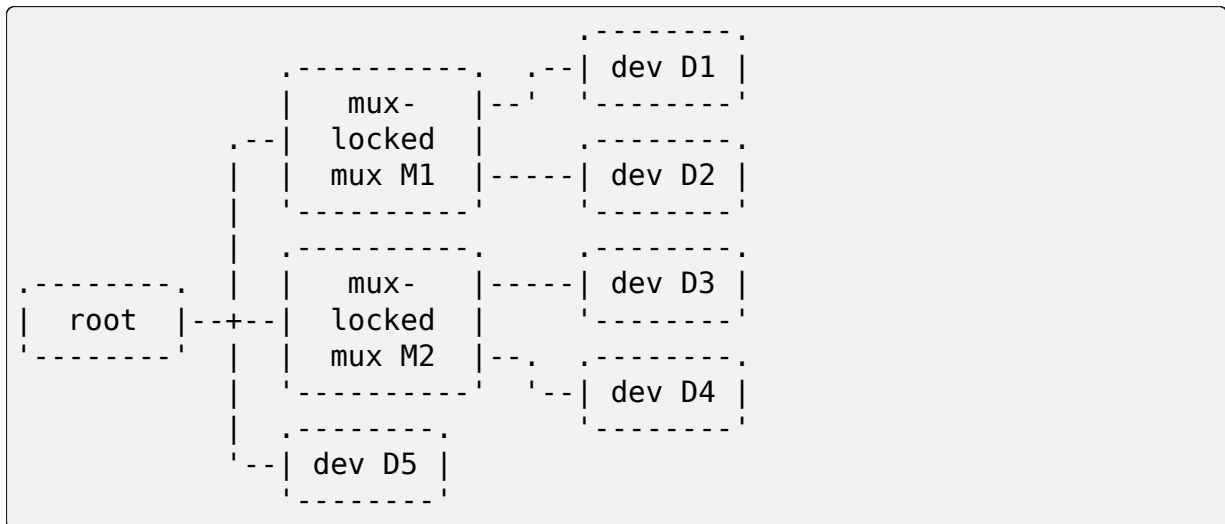 .--------.
                .----------.  .--| dev D1 |
                |   mux-   |--'  '--------'
             .--|  locked  |     .--------.
             |  |  mux M1  |-----| dev D2 |
             |  '----------'     '--------'
             |  .----------.     .--------.
.--------.   |  |   mux-   |-----| dev D3 |
|  root  |--+--|  locked  |     '--------'
'--------'   |  |  mux M2  |--.  .--------.
             |  '----------'  '--| dev D4 |
             |  .--------.       '--------'
             '--| dev D5 |
                '--------'